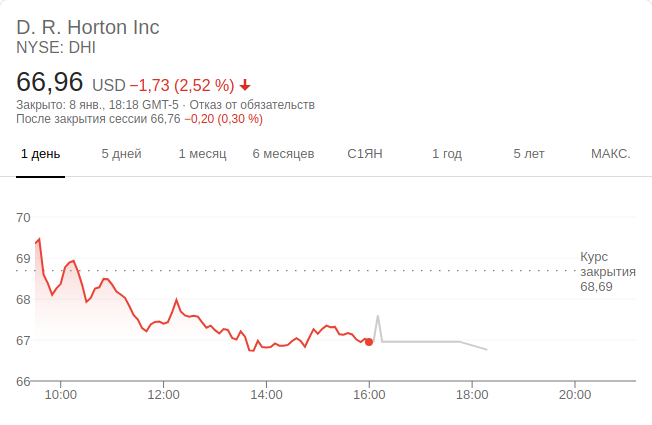 D. R. Horton Inc
NYSE: DHI
66,96 USD −1,73 (2,52 %)
Закрыто: 8 янв., 18:18 GMT-5 · Отказ от обязательств
После закрытия сессии 66,76 −0,20 (0,30 %)
1 день 5 дней 1 месяц 6 месяцев С1ЯН 1 год 5 лет МАКС.
70
69
68
67
66
Курс
закрытия
68,69
10:00 12:00 14:00 16:00 18:00 20:00